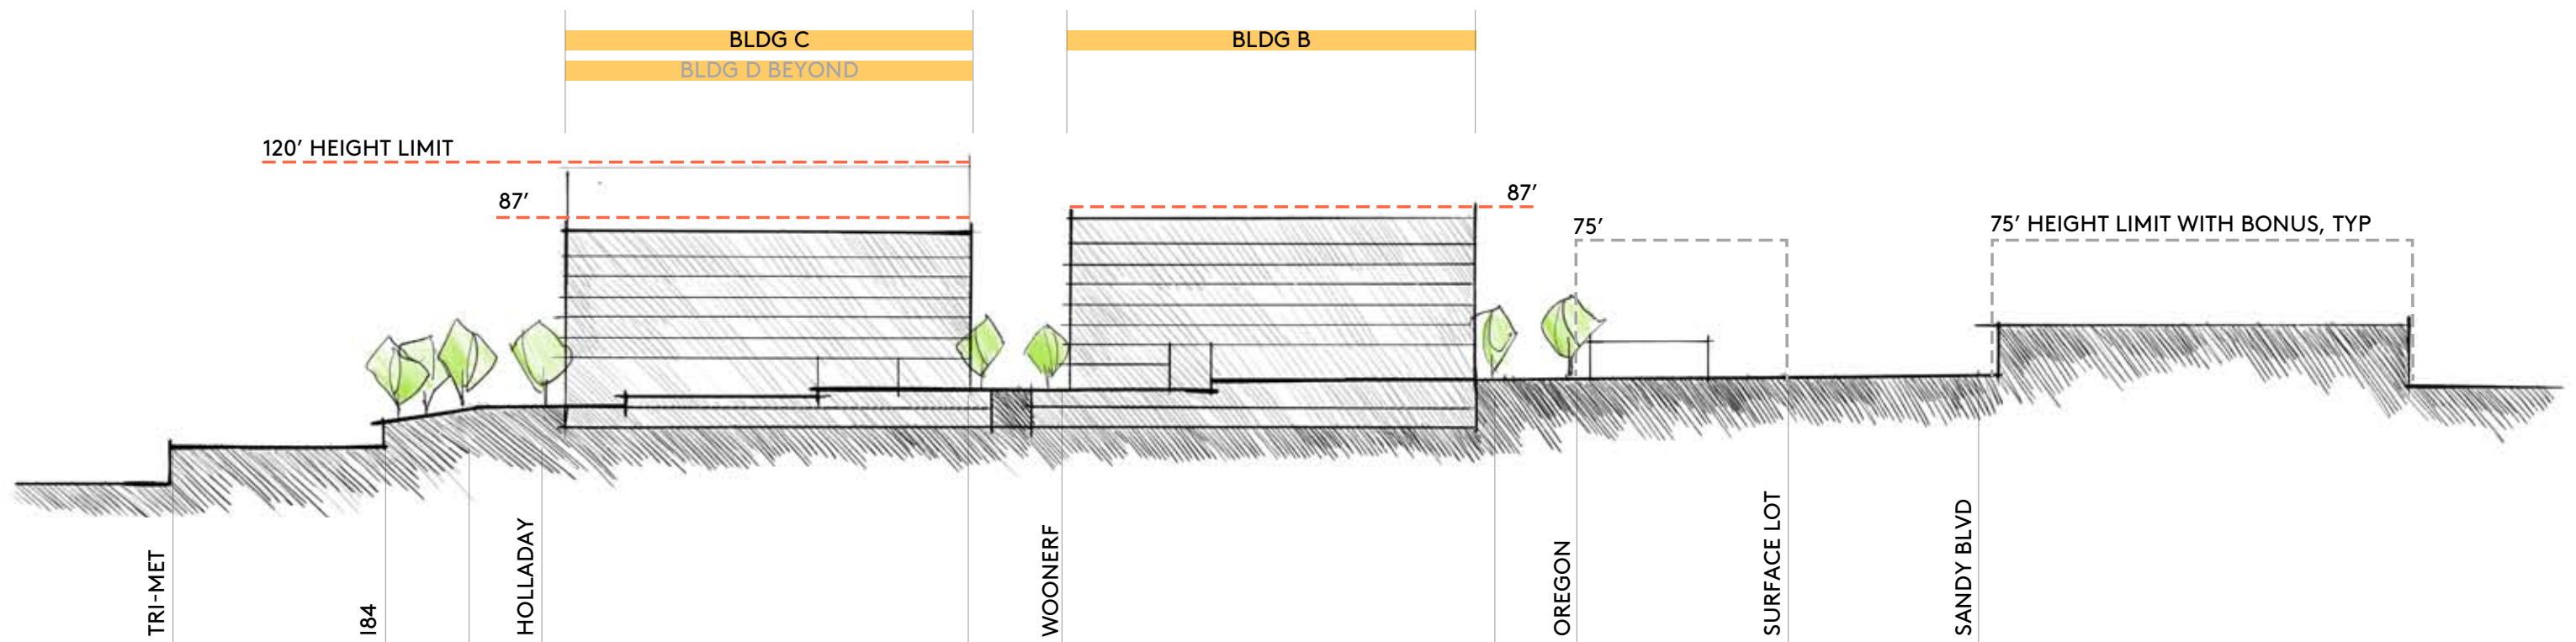 BLDG C
BLDG B
BLDG D BEYOND
120’ HEIGHT LIMIT
87’
87’
75’
75’ HEIGHT LIMIT WITH BONUS, TYP
TRI-MET
I84
HOLLADAY
WOONERF
OREGON
SURFACE LOT
SANDY BLVD